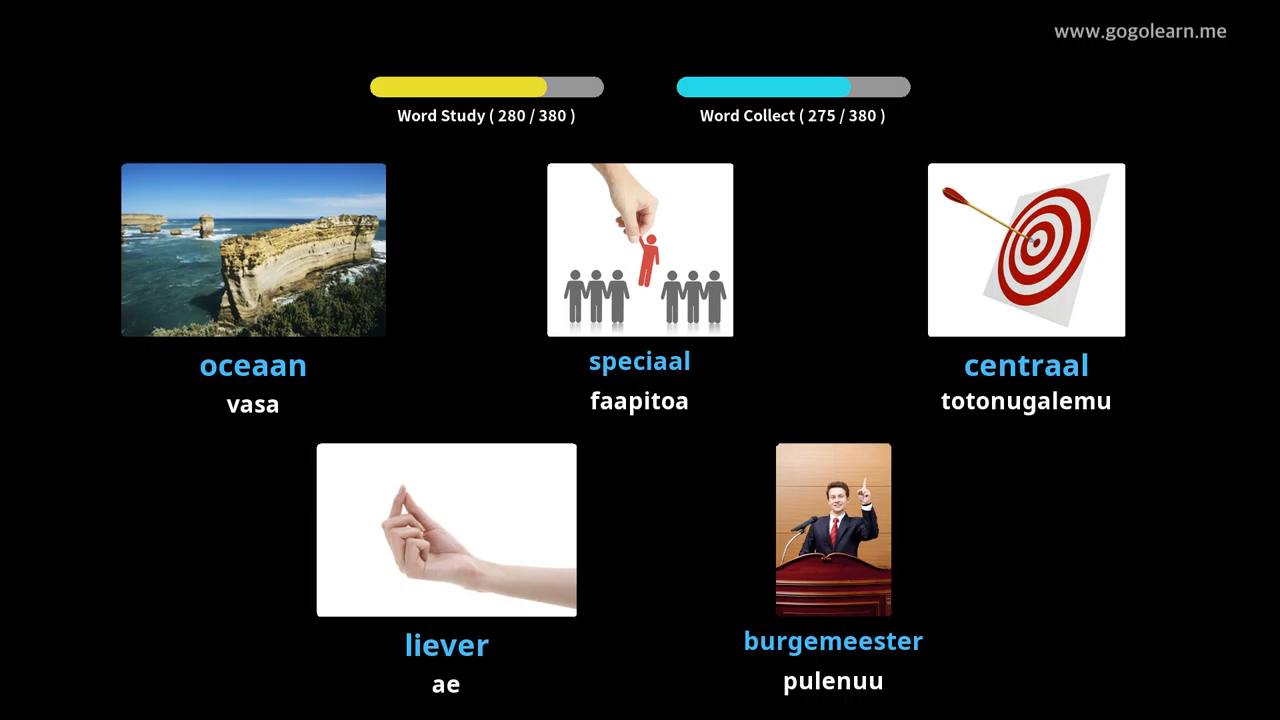 www.gogolearn.me
Word Study ( 280 / 380 )
Word Collect ( 275 / 380 )
oceaan
vasa
speciaal
faapitoa
centraal
totonugalemu
liever
ae
burgemeester
pulenuu